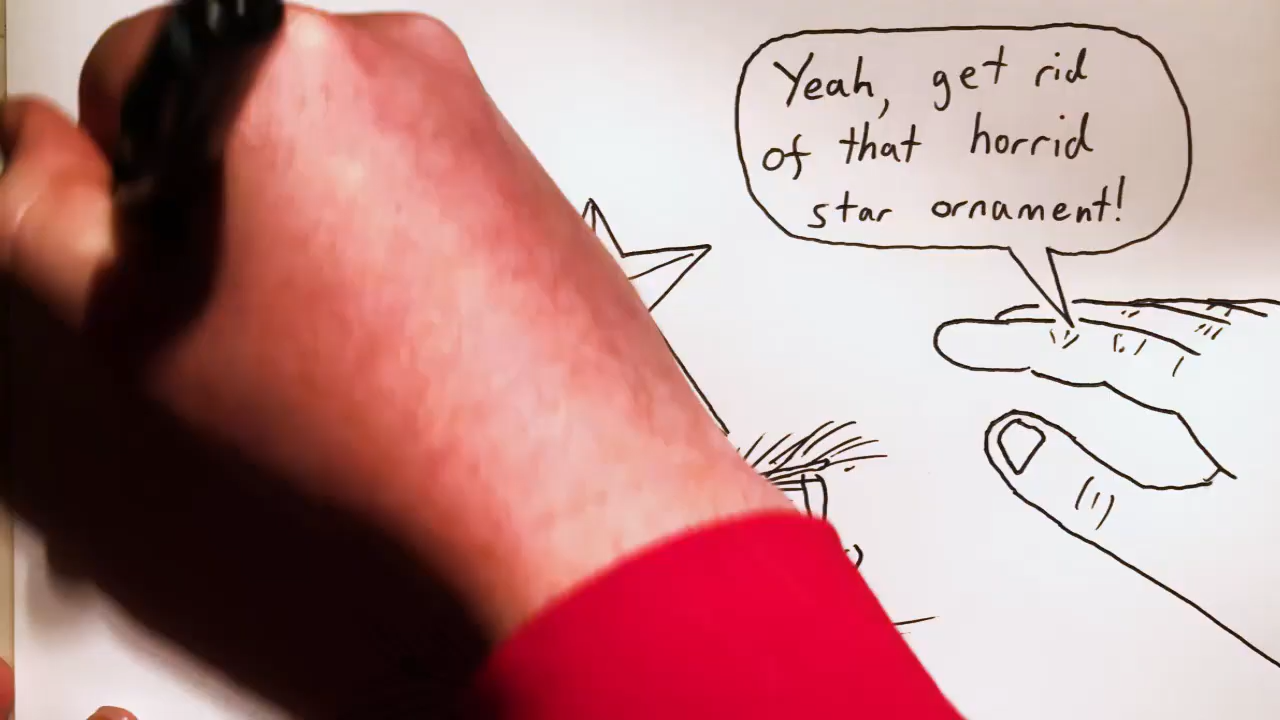 Yeah, get rid
of that horrid
star ornament!